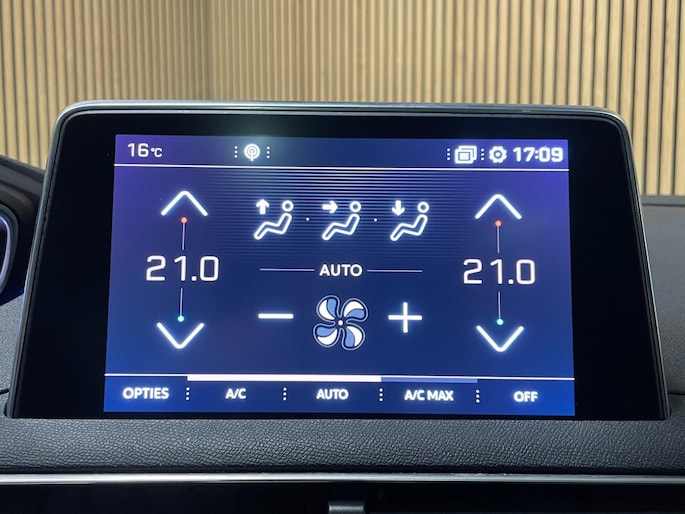 16°C 17:09
21.0 21.0
AUTO
OPTIES A/C AUTO A/C MAX OFF